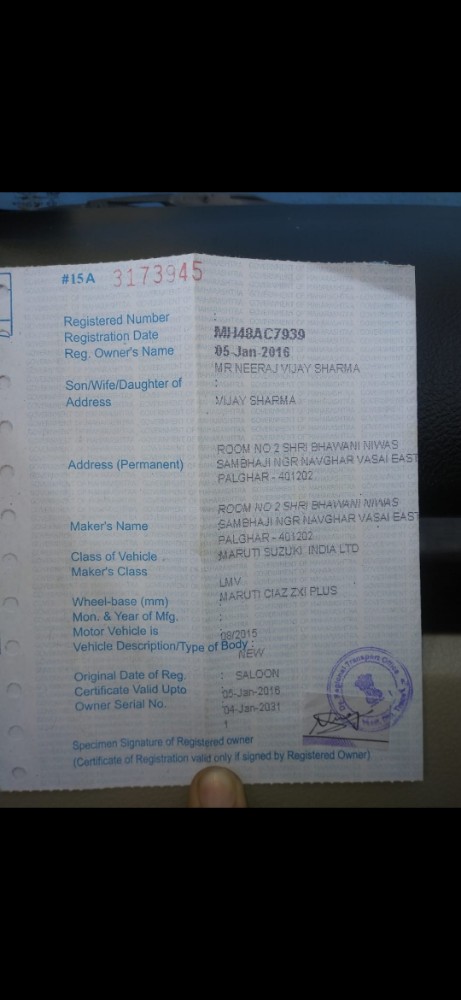 #15A 3173945
Registered Number :
MH48AC7939
Registration Date
05-Jan-2016
Reg. Owner's Name
MR NEERAJ VIJAY SHARMA
Son/Wife/Daughter of :
VIJAY SHARMA
Address
ROOM NO 2 SHRI BHAWANI NIWAS
SAMBHAJI NGR NAVGHAR VASAI EAST
PALGHAR - 401202
Address (Permanent)
ROOM NO 2 SHRI BHAWANI NIWAS
SAMBHAJI NGR NAVGHAR VASAI EAST
PALGHAR - 401202
Maker's Name
MARUTI SUZUKI INDIA LTD
Class of Vehicle
LMV
Maker's Class
MARUTI CIAZ ZXI PLUS
Wheel-base (mm) :
Mon. & Year of Mfg.
08/2015
Motor Vehicle is :
NEW
Vehicle Description/Type of Body :
: SALOON
Original Date of Reg.
05-Jan-2016
Certificate Valid Upto
04-Jan-2031
Owner Serial No.
1
Specimen Signature of Registered owner
(Certificate of Registration valid only if signed by Registered Owner)
Regional Transport Office